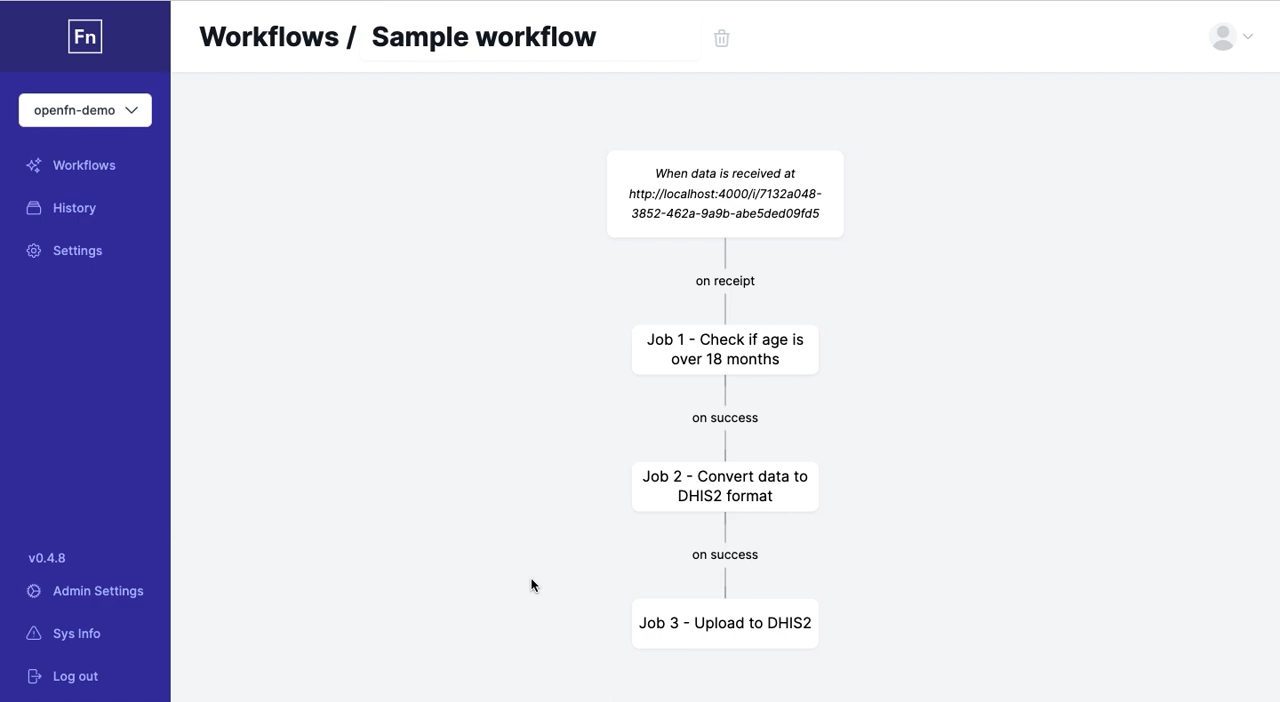 Fn
Workflows / Sample workflow
openfn-demo
Workflows
History
Settings
When data is received at
http://localhost:4000/i/7132a048-
3852-462a-9a9b-abe5ded09fd5
on receipt
Job 1 - Check if age is
over 18 months
on success
Job 2 - Convert data to
DHIS2 format
on success
Job 3 - Upload to DHIS2
v0.4.8
Admin Settings
Sys Info
Log out